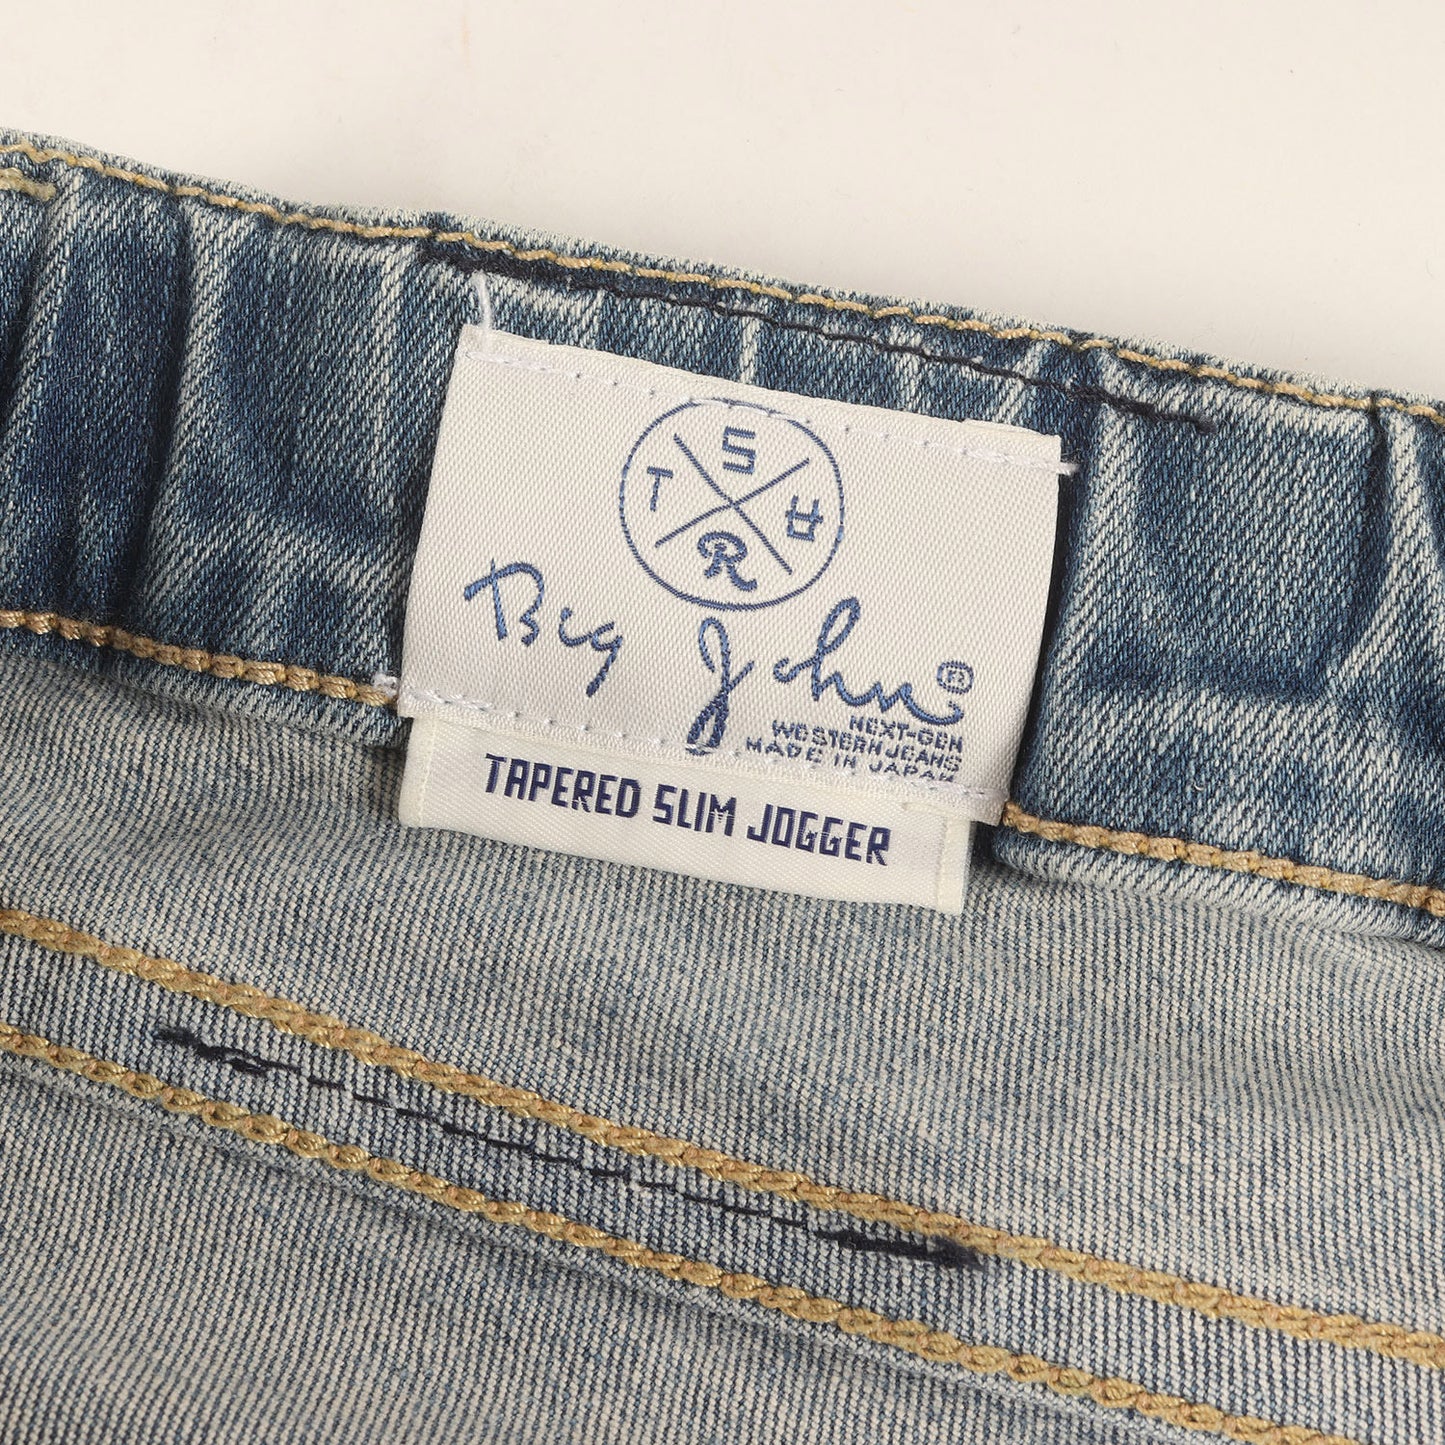 S
T
R
Big John®
NEXT-GEN
WESTERN JEANS
MADE IN JAPAN
TAPERED SLIM JOGGER